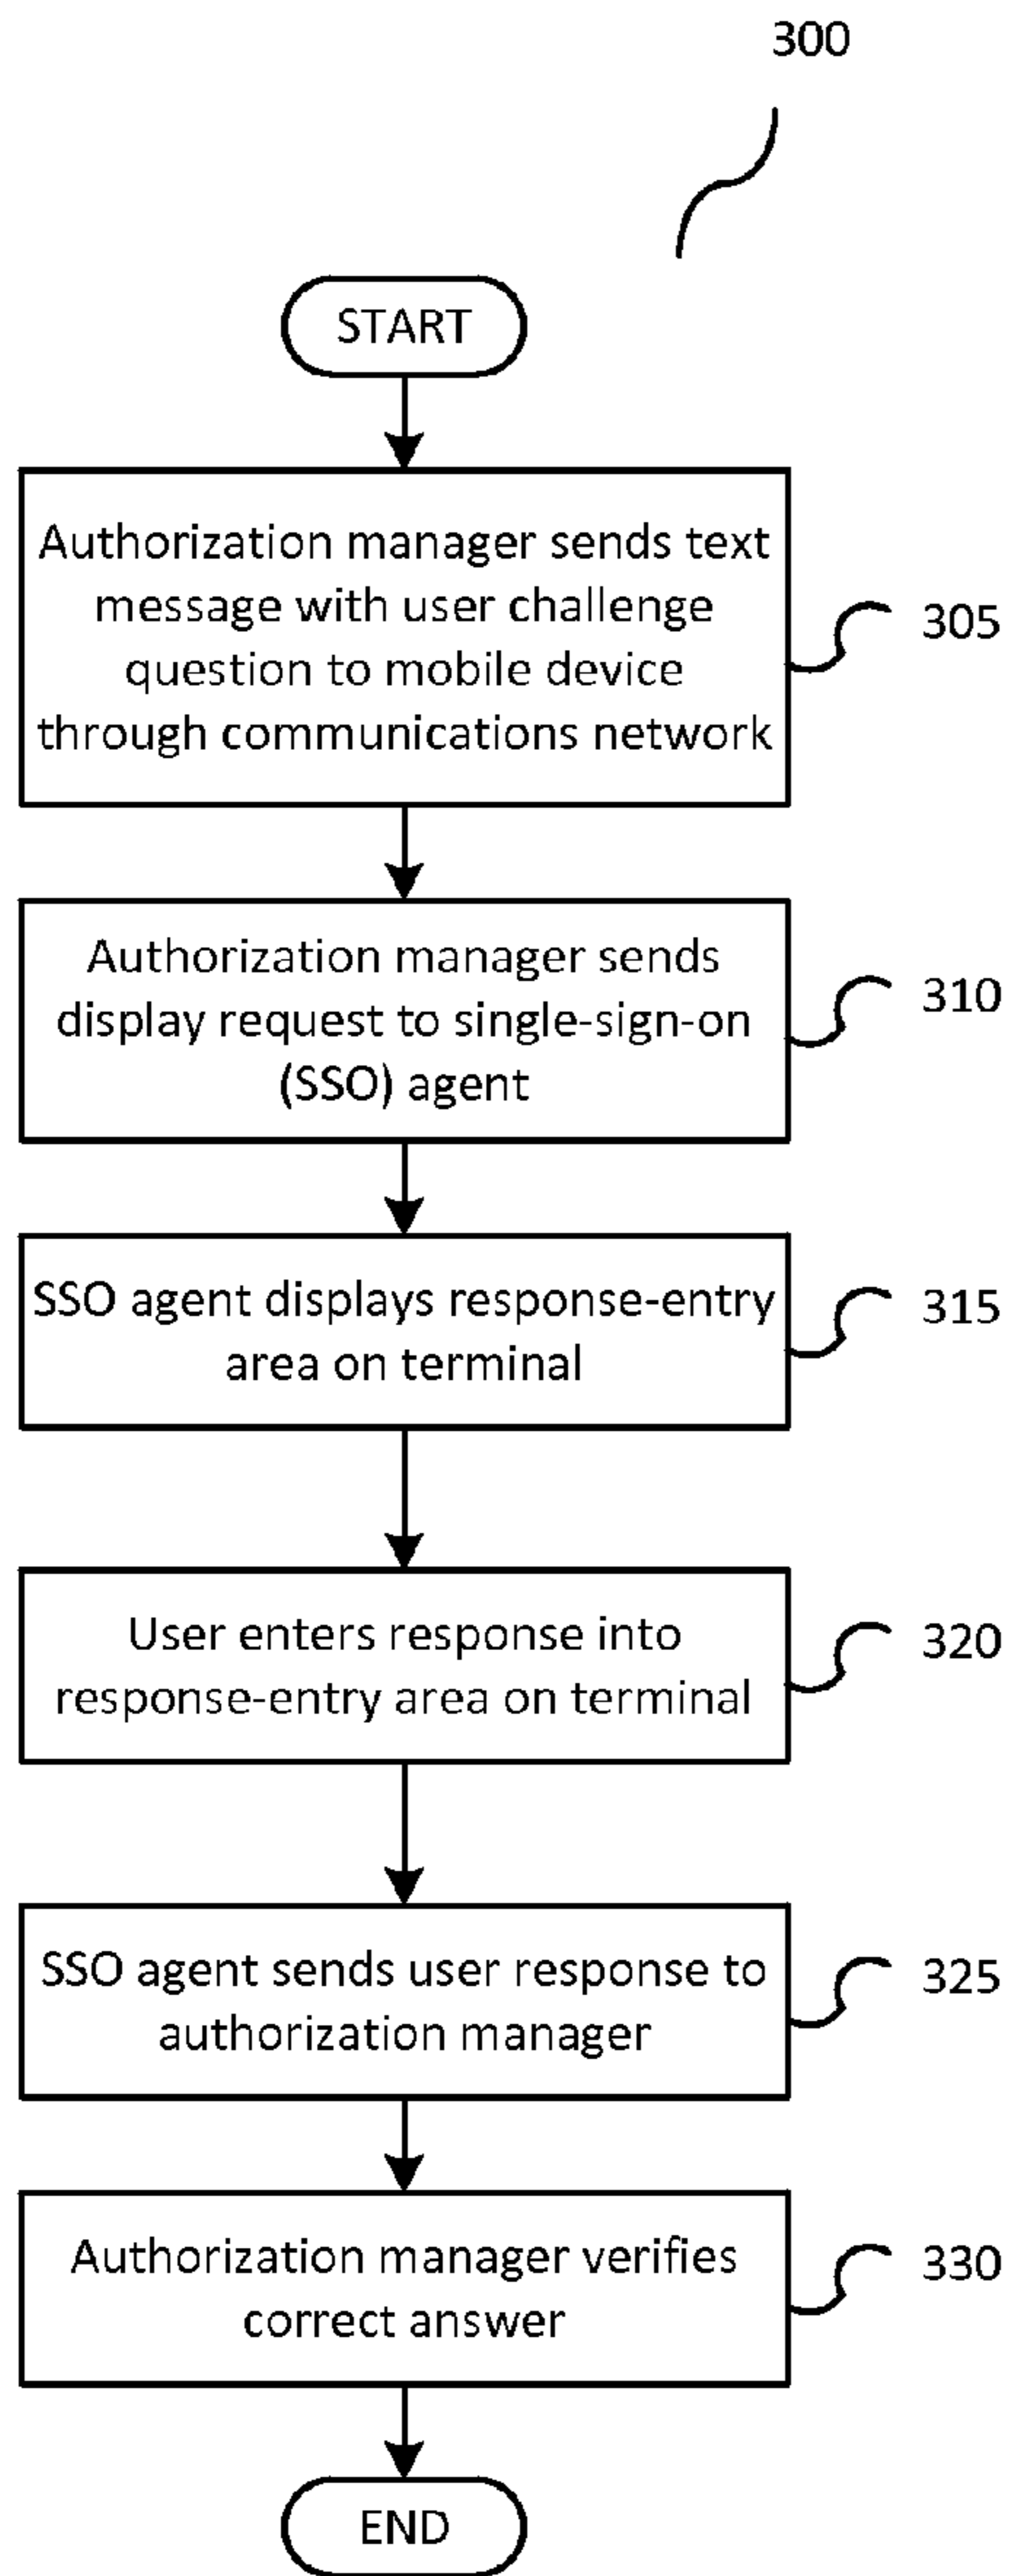 300
START
Authorization manager sends text
message with user challenge
question to mobile device
through communications network
305
Authorization manager sends
display request to single-sign-on
(SSO) agent
310
SSO agent displays response-entry
area on terminal
315
User enters response into
response-entry area on terminal
320
SSO agent sends user response to
authorization manager
325
Authorization manager verifies
correct answer
330
END